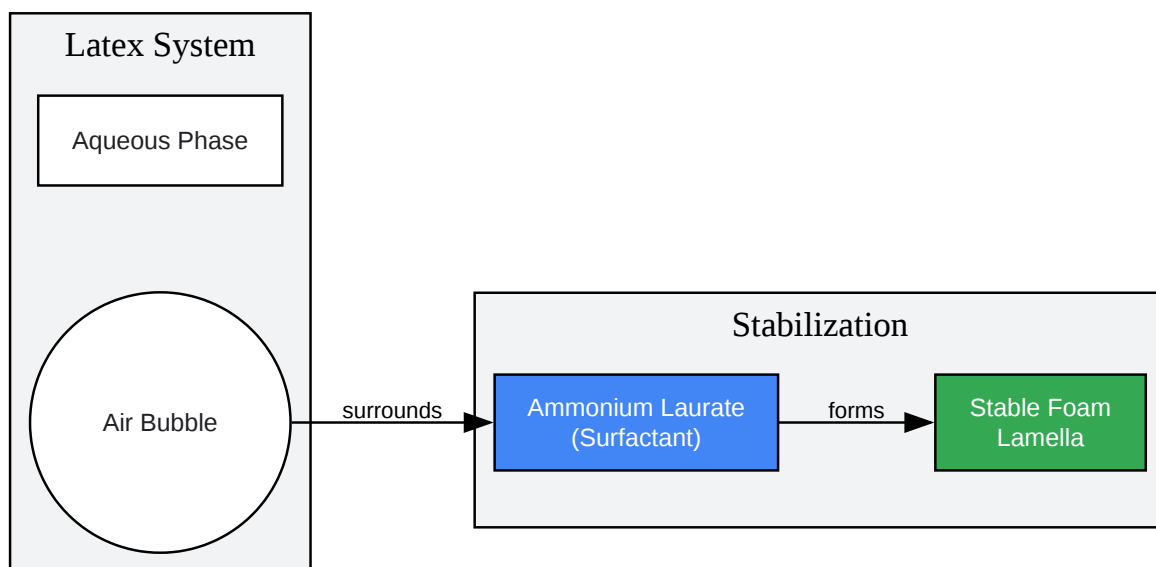 Latex System
Aqueous Phase
Air Bubble
surrounds
Stabilization
Ammonium Laurate
(Surfactant)
forms
Stable Foam
Lamella